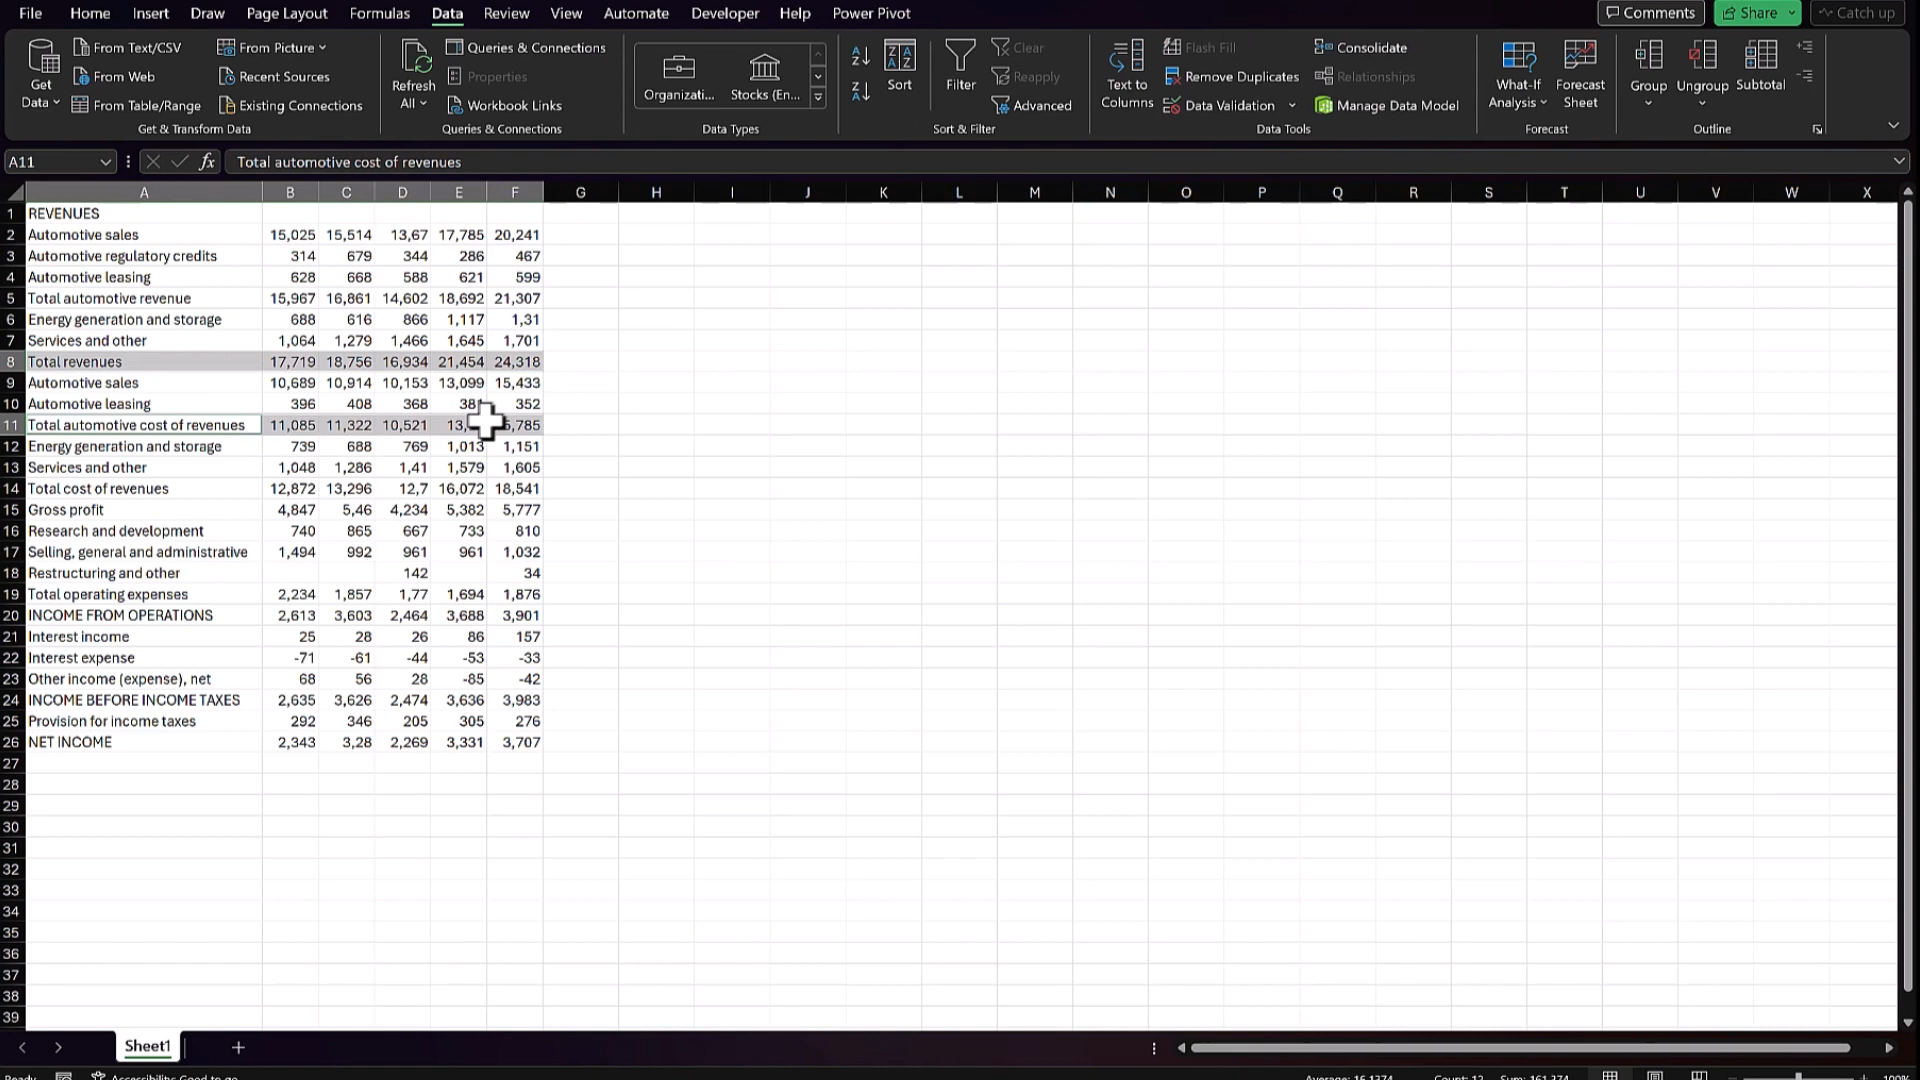 File Home Insert Draw Page Layout Formulas Data Review View Automate Developer Help Power Pivot Comments Share Catch up
Get Data
From Text/CSV
From Web
From Table/Range
From Picture
Recent Sources
Existing Connections
Get & Transform Data
Refresh All
Queries & Connections
Properties
Workbook Links
Queries & Connections
Organizati...
Stocks (En...
Data Types
Sort
Filter
Clear
Reapply
Advanced
Sort & Filter
Text to Columns
Flash Fill
Remove Duplicates
Data Validation
Consolidate
Relationships
Manage Data Model
Data Tools
What-If Analysis
Forecast Sheet
Forecast
Group
Ungroup
Subtotal
Outline
A11 fx Total automotive cost of revenues
A B C D E F G H I J K L M N O P Q R S T U V W X
1 REVENUES
2 Automotive sales 15,025 15,514 13,67 17,785 20,241
3 Automotive regulatory credits 314 679 344 286 467
4 Automotive leasing 628 668 588 621 599
5 Total automotive revenue 15,967 16,861 14,602 18,692 21,307
6 Energy generation and storage 688 616 866 1,117 1,31
7 Services and other 1,064 1,279 1,466 1,645 1,701
8 Total revenues 17,719 18,756 16,934 21,454 24,318
9 Automotive sales 10,689 10,914 10,153 13,099 15,433
10 Automotive leasing 396 408 368 352
11 Total automotive cost of revenues 11,085 11,322 10,521
12 Energy generation and storage 739 688 769 1,013 1,151
13 Services and other 1,048 1,286 1,41 1,579 1,605
14 Total cost of revenues 12,872 13,296 12,7 16,072 18,541
15 Gross profit 4,847 5,46 4,234 5,382 5,777
16 Research and development 740 865 667 733 810
17 Selling, general and administrative 1,494 992 961 961 1,032
18 Restructuring and other 142 34
19 Total operating expenses 2,234 1,857 1,77 1,694 1,876
20 INCOME FROM OPERATIONS 2,613 3,603 2,464 3,688 3,901
21 Interest income 25 28 26 86 157
22 Interest expense -71 -61 -44 -53 -33
23 Other income (expense), net 68 56 28 -85 -42
24 INCOME BEFORE INCOME TAXES 2,635 3,626 2,474 3,636 3,983
25 Provision for income taxes 292 346 205 305 276
26 NET INCOME 2,343 3,28 2,269 3,331 3,707
27
28
29
30
31
32
33
34
35
36
37
38
39
Sheet1
Ready Accessibility: Good to go Average: 16,1374 Count: 12 Sum: 161,374 100%